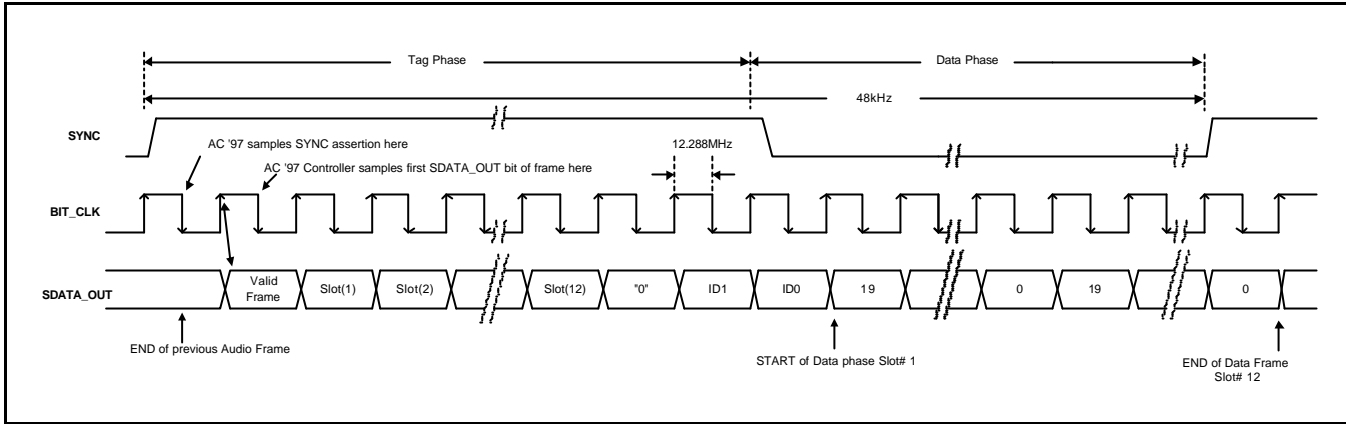 Tag Phase
Data Phase
48kHz
SYNC
AC '97 samples SYNC assertion here
12.288MHz
AC '97 Controller samples first SDATA_OUT bit of frame here
BIT_CLK
SDATA_OUT
Valid
Frame
Slot(1)
Slot(2)
Slot(12)
"0"
ID1
ID0
19
0
19
0
END of previous Audio Frame
START of Data phase Slot# 1
END of Data Frame
Slot# 12